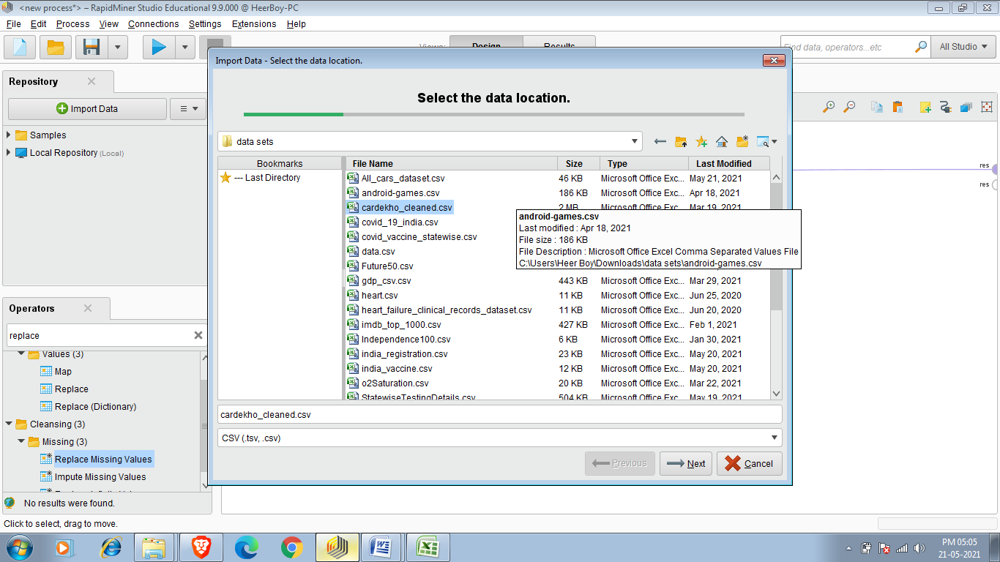 <new process*> – RapidMiner Studio Educational 9.9.000 @ HeerBoy-PC
File Edit Process View Connections Settings Extensions Help
Views: Design Results
Find data, operators...etc
All Studio
Import Data - Select the data location.
Select the data location.
Repository
Import Data
Samples
Local Repository (Local)
data sets
Bookmarks
--- Last Directory
File Name Size Type Last Modified
All_cars_dataset.csv 46 KB Microsoft Office Exc... May 21, 2021
android-games.csv 186 KB Microsoft Office Exc... Apr 18, 2021
cardekho_cleaned.csv 2 MB Microsoft Office Exc... Mar 19, 2021
covid_19_india.csv
covid_vaccine_statewise.csv
data.csv
Future50.csv
gdp_csv.csv 443 KB Microsoft Office Exc... Mar 29, 2021
heart.csv 11 KB Microsoft Office Exc... Jun 25, 2020
heart_failure_clinical_records_dataset.csv 11 KB Microsoft Office Exc... Jun 20, 2020
imdb_top_1000.csv 427 KB Microsoft Office Exc... Feb 1, 2021
Independence100.csv 6 KB Microsoft Office Exc... Jan 30, 2021
india_registration.csv 23 KB Microsoft Office Exc... May 20, 2021
india_vaccine.csv 12 KB Microsoft Office Exc... May 20, 2021
o2Saturation.csv 20 KB Microsoft Office Exc... Mar 22, 2021
StatewiseTestingDetails.csv 504 KB Microsoft Office Exc... May 19, 2021
android-games.csv
Last modified : Apr 18, 2021
File size : 186 KB
File Description : Microsoft Office Excel Comma Separated Values File
C:\Users\Heer Boy\Downloads\data sets\android-games.csv
cardekho_cleaned.csv
CSV (.tsv, .csv)
Previous Next Cancel
res
res
Operators
replace
Values (3)
Map
Replace
Replace (Dictionary)
Cleansing (3)
Missing (3)
Replace Missing Values
Impute Missing Values
No results were found.
Click to select, drag to move.
PM 05:05
21-05-2021